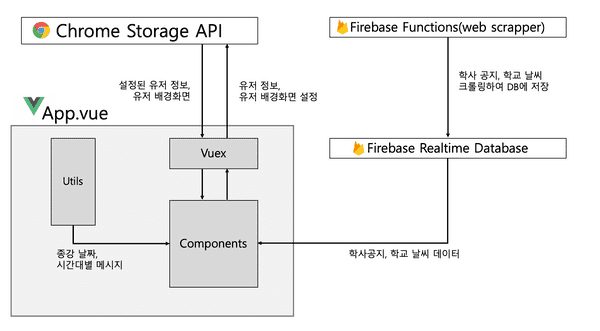 Chrome Storage API
Firebase Functions(web scrapper)
설정된 유저 정보,
유저 배경화면
유저 정보,
유저 배경화면 설정
학사 공지, 학교 날씨
크롤링하여 DB에 저장
App.vue
Vuex
Firebase Realtime Database
Utils
Components
종강 날짜,
시간대별 메시지
학사공지, 학교 날씨 데이터